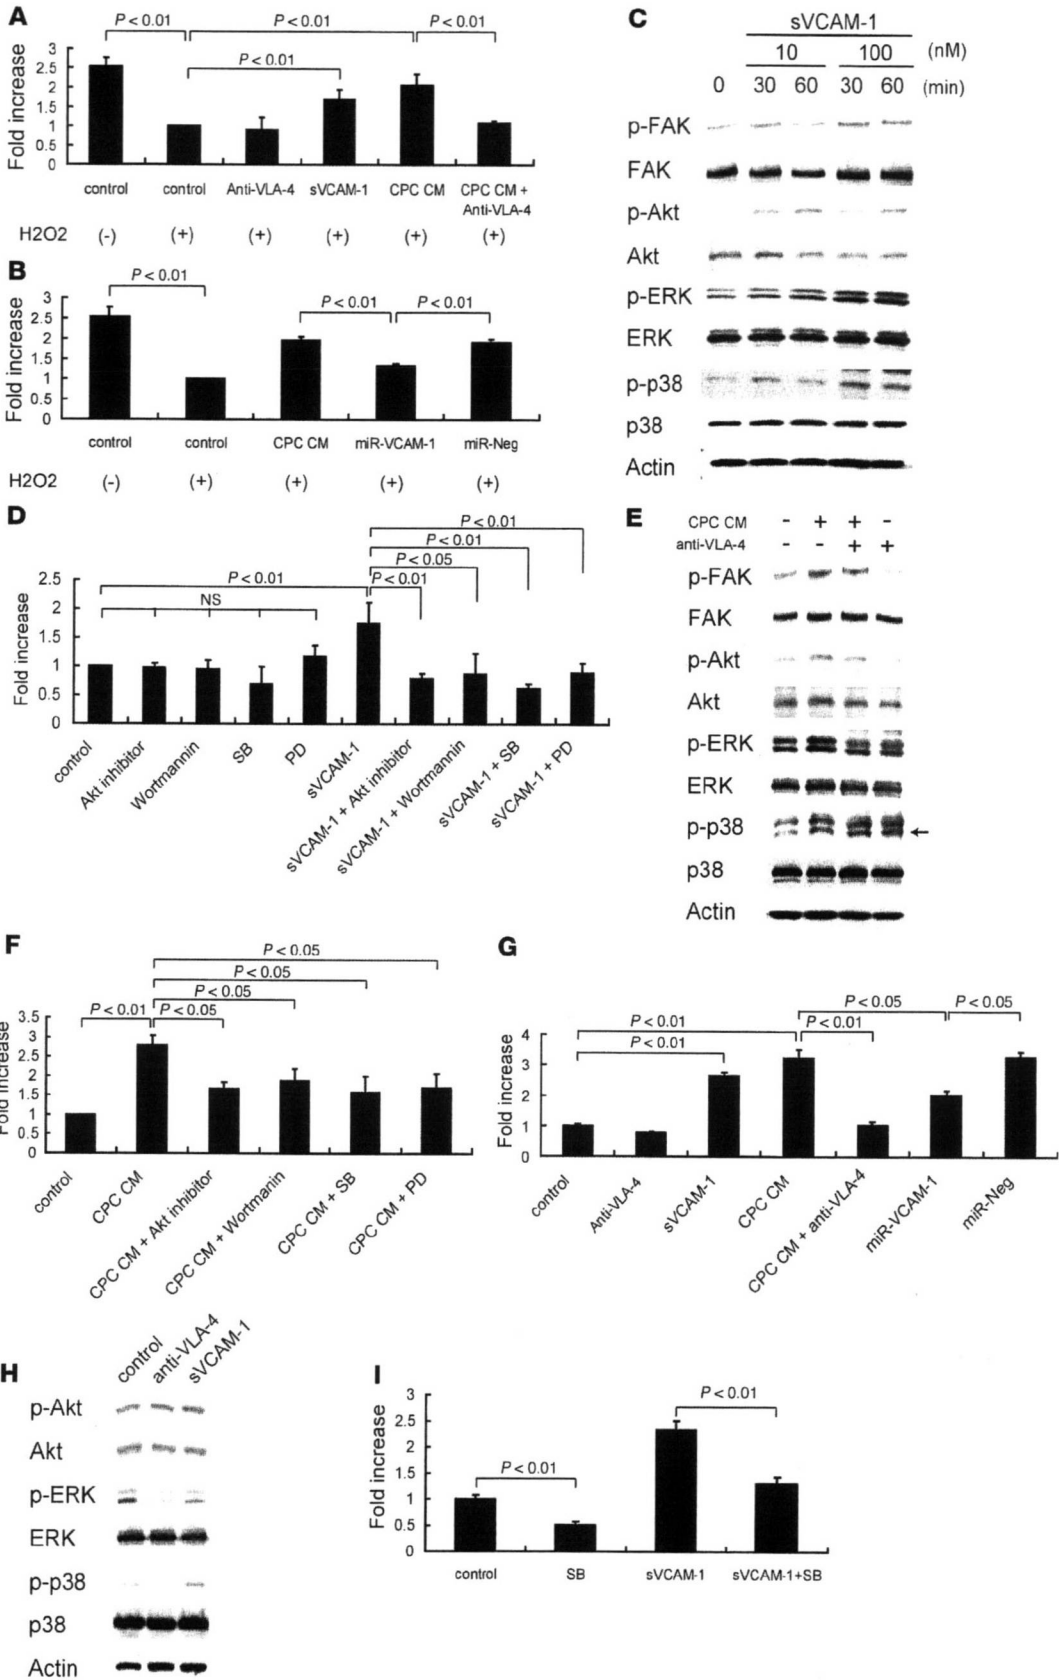 A
P < 0.01
P < 0.01
P < 0.01
P < 0.01
Fold increase
3
2.5
2
1.5
1
0.5
0
control control Anti-VLA-4 sVCAM-1 CPC CM CPC CM + Anti-VLA-4
H2O2 (-) (+) (+) (+) (+) (+)
B
P < 0.01
P < 0.01
P < 0.01
Fold increase
3
2.5
2
1.5
1
0.5
0
control control CPC CM miR-VCAM-1 miR-Neg
H2O2 (-) (+) (+) (+) (+)
C
sVCAM-1
10 100 (nM)
0 30 60 30 60 (min)
p-FAK
FAK
p-Akt
Akt
p-ERK
ERK
p-p38
p38
Actin
D
P < 0.01
P < 0.01
P < 0.05
P < 0.01
P < 0.01
NS
Fold increase
2.5
2
1.5
1
0.5
0
control
Akt inhibitor
Wortmannin
SB
PD
sVCAM-1
sVCAM-1 + Akt inhibitor
sVCAM-1 + Wortmannin
sVCAM-1 + SB
sVCAM-1 + PD
E
CPC CM - + + -
anti-VLA-4 - - + +
p-FAK
FAK
p-Akt
Akt
p-ERK
ERK
p-p38
p38
Actin
F
P < 0.05
P < 0.05
P < 0.05
P < 0.01
P < 0.05
Fold increase
3.5
3
2.5
2
1.5
1
0.5
0
control
CPC CM
CPC CM + Akt inhibitor
CPC CM + Wortmanin
CPC CM + SB
CPC CM + PD
G
P < 0.05
P < 0.05
P < 0.01
P < 0.01
P < 0.01
Fold increase
4
3
2
1
0
control
Anti-VLA-4
sVCAM-1
CPC CM
CPC CM + anti-VLA-4
miR-VCAM-1
miR-Neg
H
control
anti-VLA-4
sVCAM-1
p-Akt
Akt
p-ERK
ERK
p-p38
p38
Actin
I
P < 0.01
P < 0.01
Fold increase
3
2.5
2
1.5
1
0.5
0
control SB sVCAM-1 sVCAM-1+SB